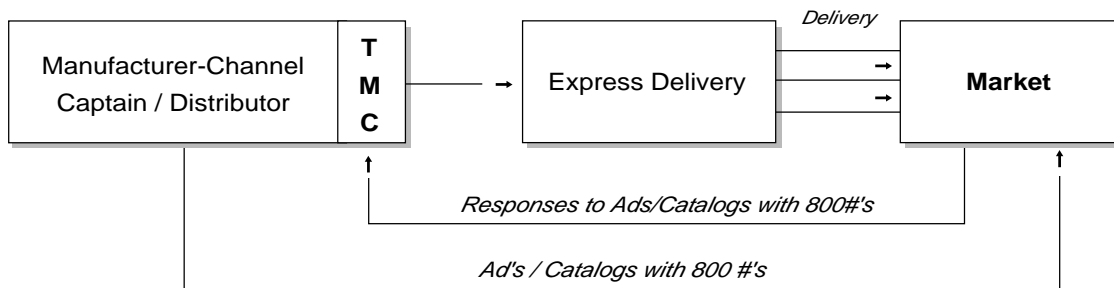 Delivery
Manufacturer-Channel
Captain / Distributor
T
M
C
Express Delivery
Market
Responses to Ads/Catalogs with 800#'s
Ad's / Catalogs with 800 #'s